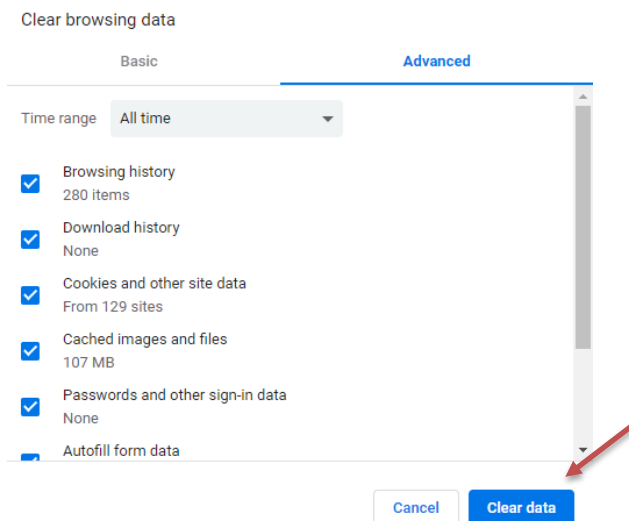 Clear browsing data
Basic Advanced
Time range All time
Browsing history
280 items
Download history
None
Cookies and other site data
From 129 sites
Cached images and files
107 MB
Passwords and other sign-in data
None
Autofill form data
Cancel Clear data